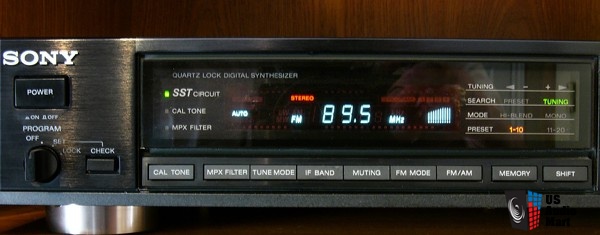 SONY
QUARTZ LOCK DIGITAL SYNTHESIZER
POWER
ON OFF
PROGRAM
OFF
SET
LOCK
CHECK
SST CIRCUIT
CAL TONE
MPX FILTER
STEREO
AUTO
FM 89.5 MHz
TUNING - +
SEARCH PRESET TUNING
MODE HI-BLEND MONO
PRESET 1-10 11-20
CAL TONE MPX FILTER TUNE MODE IF BAND MUTING FM MODE FM/AM MEMORY SHIFT
US
Mart